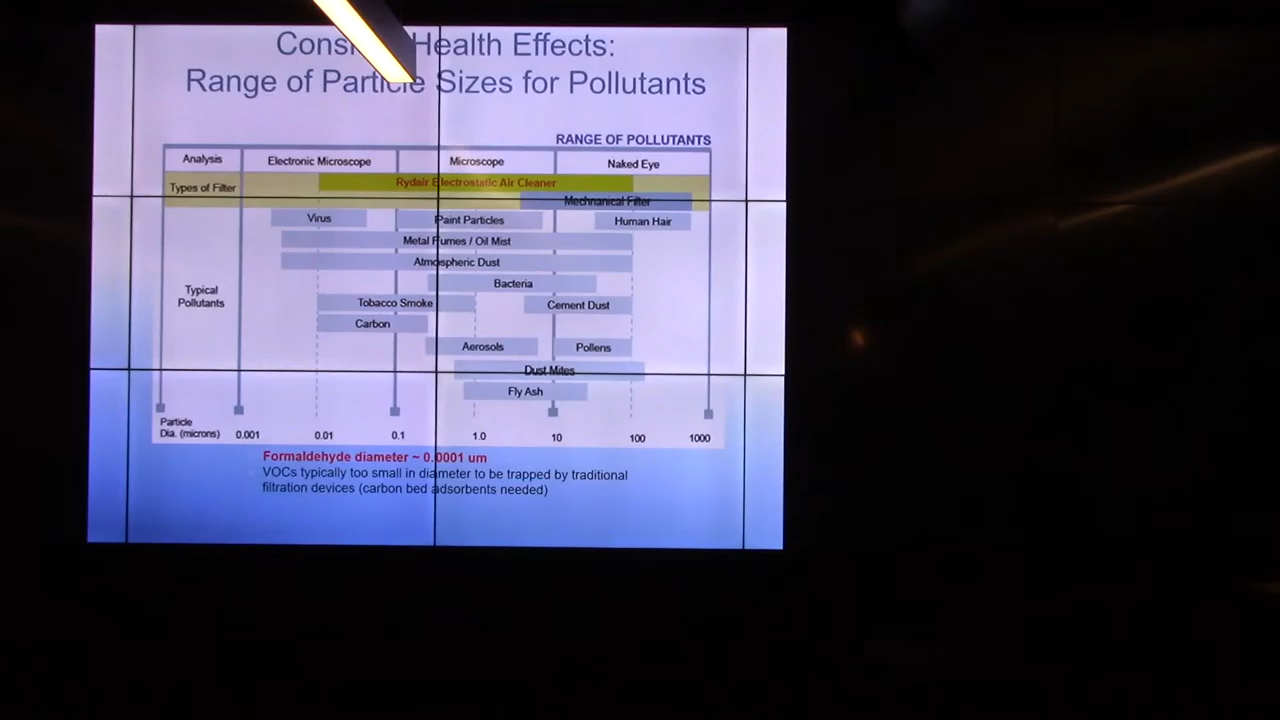 Health Effects:
Range of Particle Sizes for Pollutants
RANGE OF POLLUTANTS
Analysis Electronic Microscope Microscope Naked Eye
Types of Filter Rydair Electrostatic Air Cleaner
Mechnanical Filter
Virus Paint Particles Human Hair
Metal Fumes / Oil Mist
Atmospheric Dust
Bacteria
Typical
Pollutants
Tobacco Smoke Cement Dust
Carbon
Aerosols Pollens
Dust Mites
Fly Ash
Particle
Dia. (microns) 0.001 0.01 0.1 1.0 10 100 1000
Formaldehyde diameter ~ 0.0001 um
VOCs typically too small in diameter to be trapped by traditional
filtration devices (carbon bed adsorbents needed)